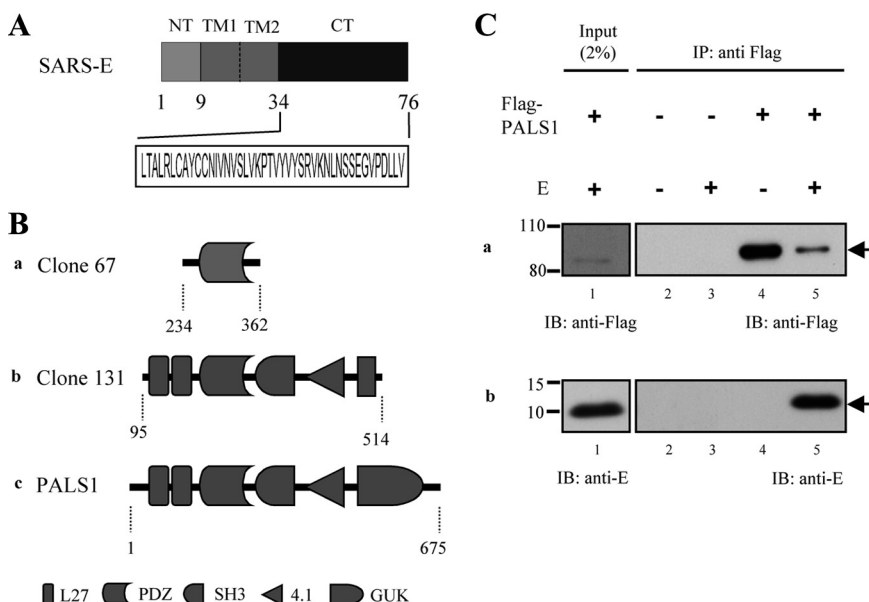 A
NT TM1 TM2 CT
SARS-E
1 9 34 76
LTALRLCAYCCNIVNVSLVKPTVYVYSRVKNLNSSEGVPDLLV
B
a Clone 67
234 362
b Clone 131
95 514
c PALS1
1 675
L27 PDZ SH3 4.1 GUK
C
Input
(2%)
IP: anti Flag
Flag-
PALS1
+ - - + +
E
+ - + - +
a
110
80
1 2 3 4 5
IB: anti-Flag IB: anti-Flag
b
15
10
1 2 3 4 5
IB: anti-E IB: anti-E